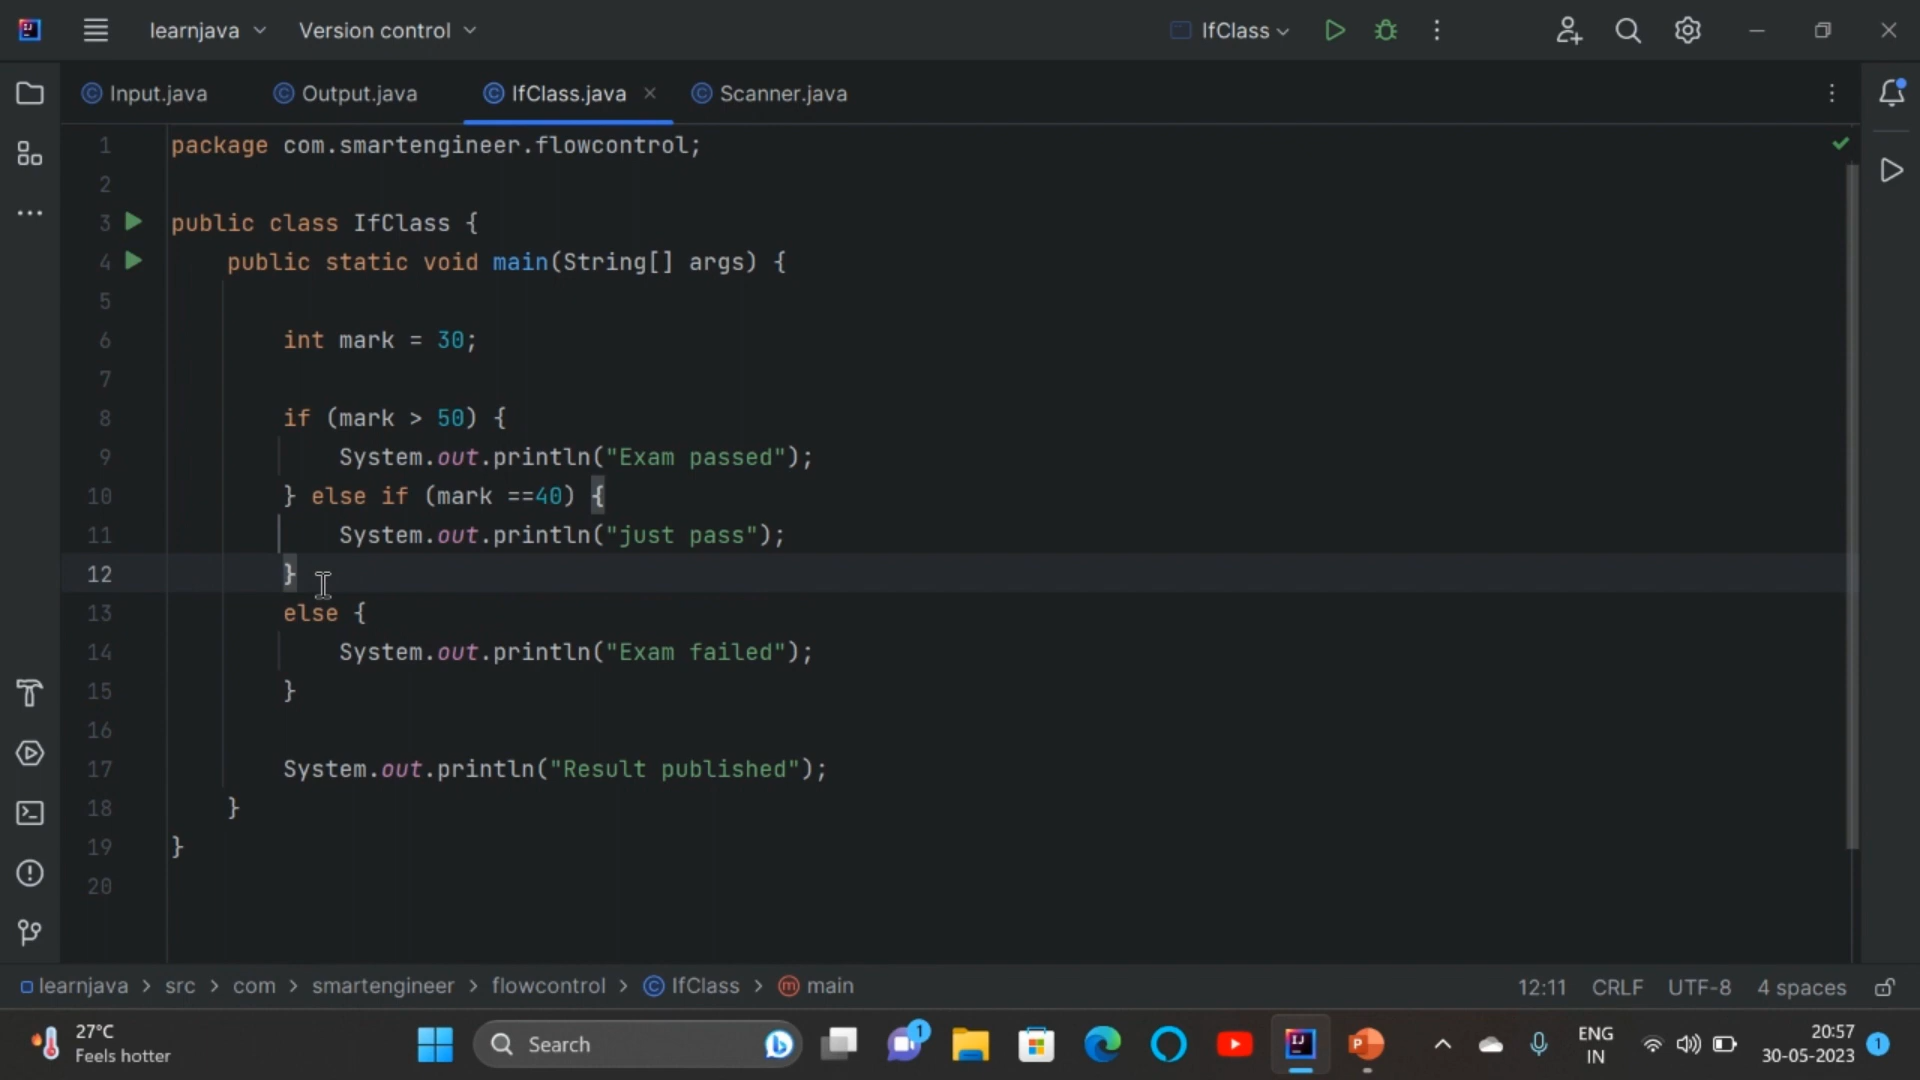 learnjava Version control IfClass
Input.java Output.java IfClass.java Scanner.java
1 package com.smartengineer.flowcontrol;
2
3 public class IfClass {
4 public static void main(String[] args) {
5
6 int mark = 30;
7
8 if (mark > 50) {
9 System.out.println("Exam passed");
10 } else if (mark ==40) {
11 System.out.println("just pass");
12 }
13 else {
14 System.out.println("Exam failed");
15 }
16
17 System.out.println("Result published");
18 }
19 }
20
learnjava > src > com > smartengineer > flowcontrol > IfClass > main 12:11 CRLF UTF-8 4 spaces
27°C
Feels hotter
Search
1
ENG
IN
20:57
30-05-2023
1